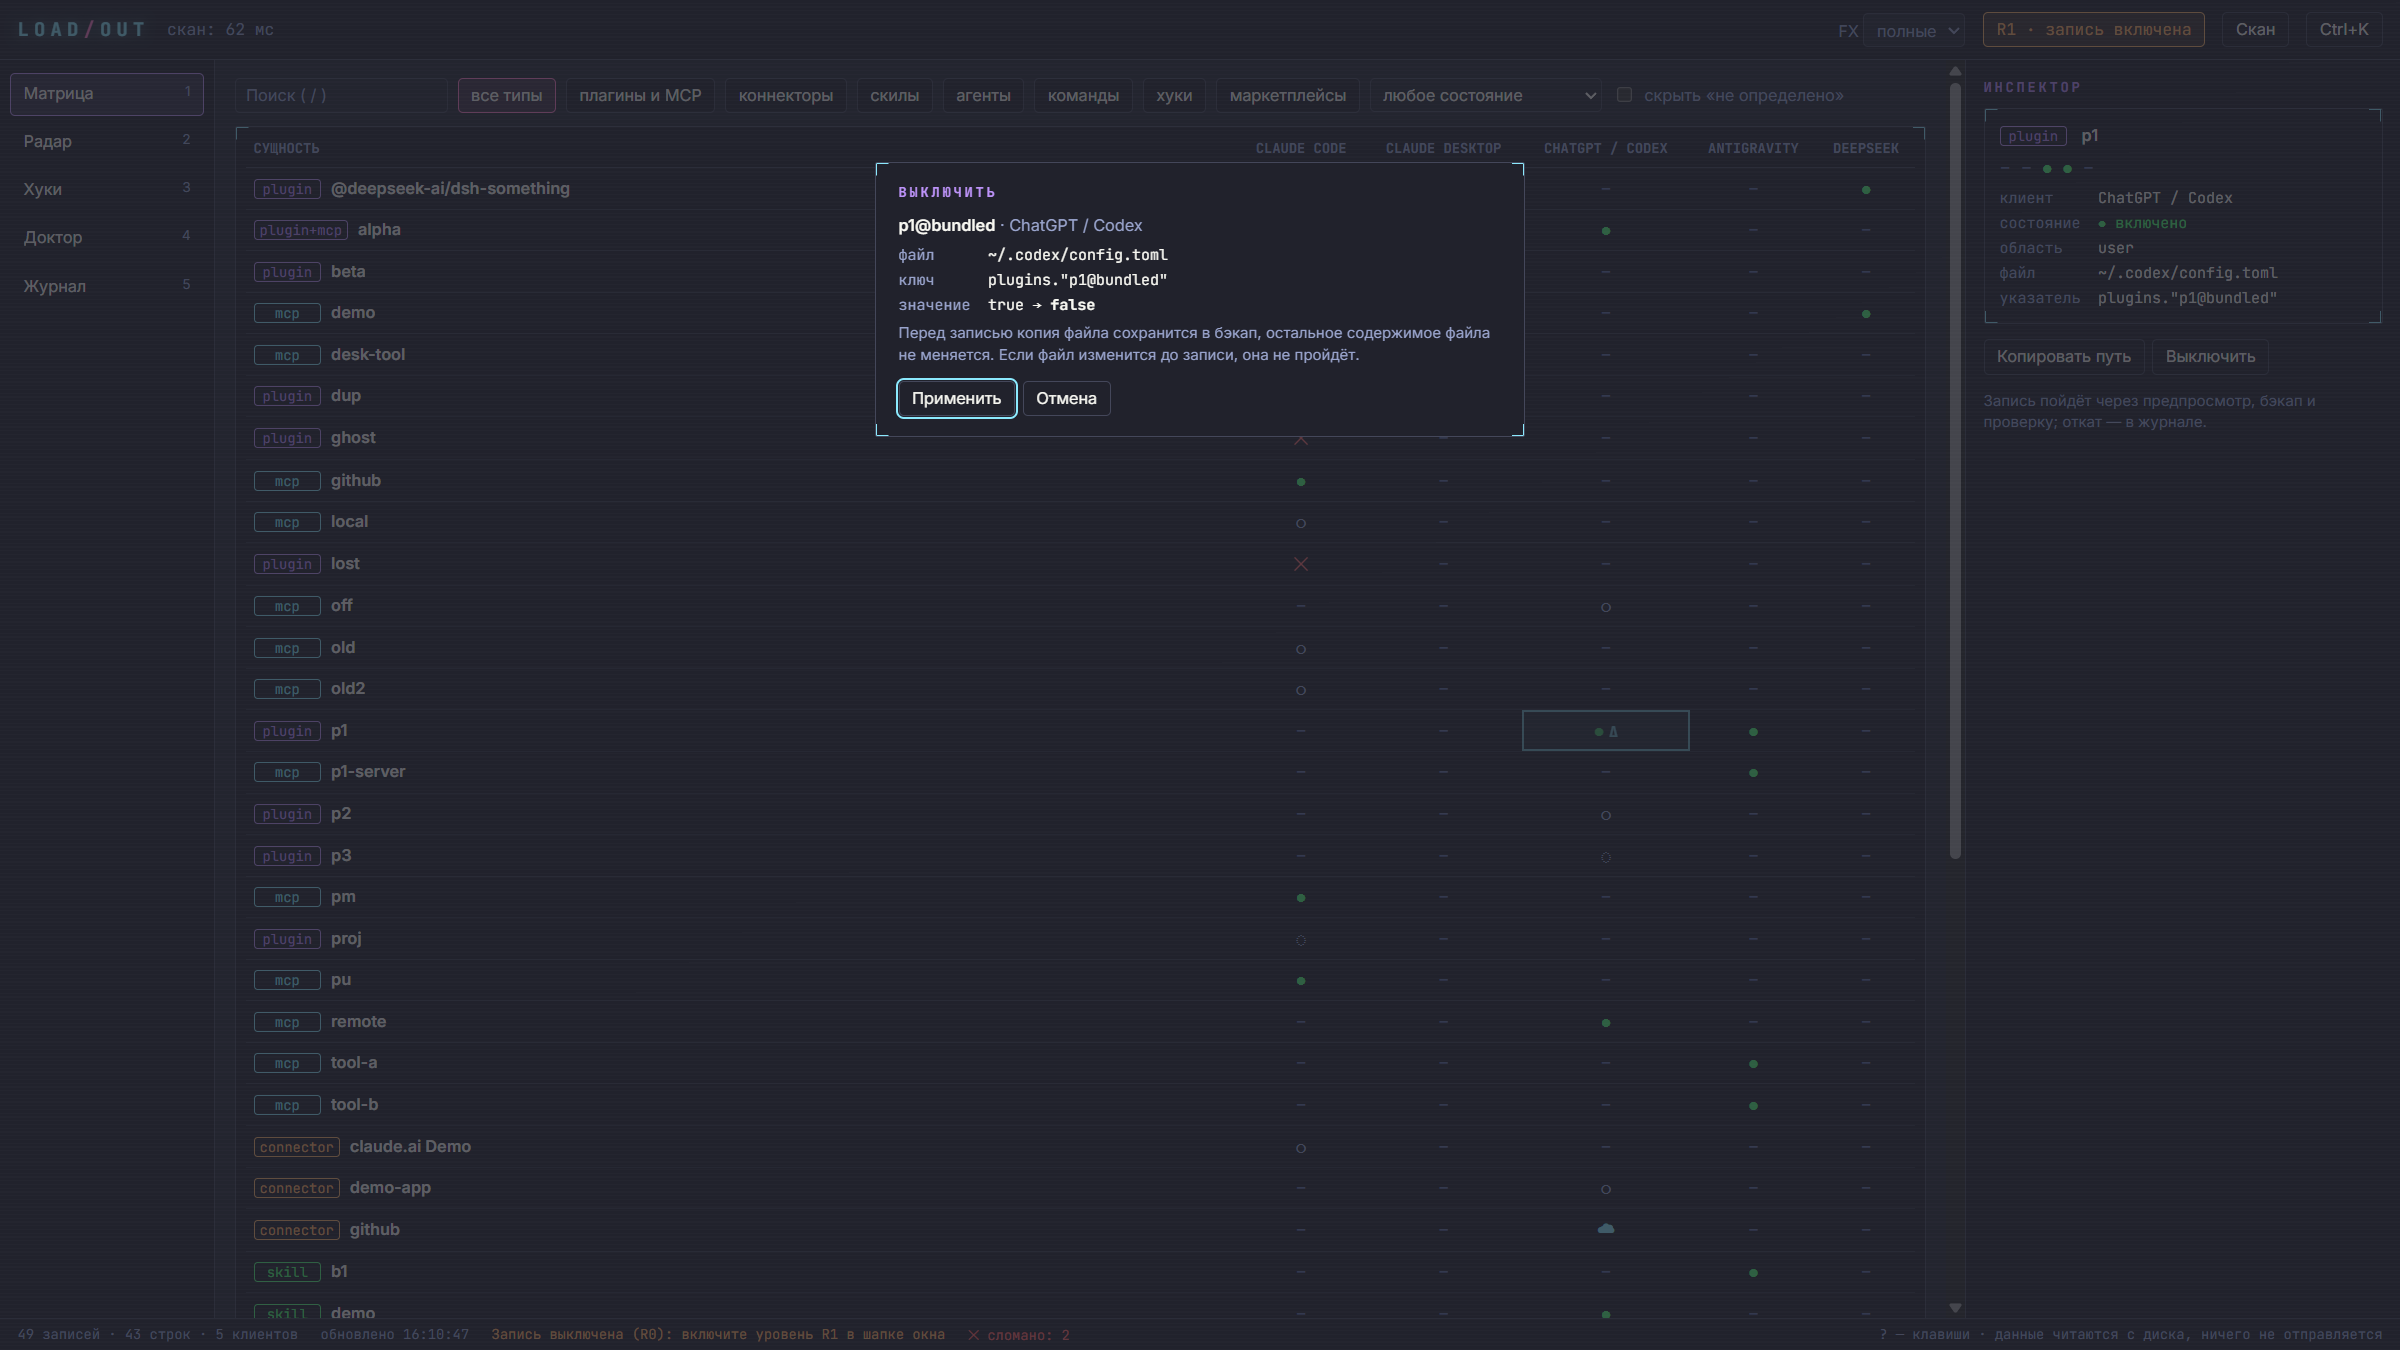 LOAD/OUT скан: 62 мс FX полные R1 · запись включена Скан Ctrl+K
Матрица 1
Радар 2
Хуки 3
Доктор 4
Журнал 5
Поиск ( / ) все типы плагины и MCP коннекторы скилы агенты команды хуки маркетплейсы любое состояние скрыть «не определено»
СУЩНОСТЬ CLAUDE CODE CLAUDE DESKTOP CHATGPT / CODEX ANTIGRAVITY DEEPSEEK
plugin @deepseek-ai/dsh-something — — ●
plugin+mcp alpha ● — —
plugin beta — — —
mcp demo — — ●
mcp desk-tool — — —
plugin dup — — —
plugin ghost × — — — —
mcp github ● — — — —
mcp local ○ — — — —
plugin lost × — — — —
mcp off — — ○ — —
mcp old ○ — — — —
mcp old2 ○ — — — —
plugin p1 — — ● Δ ● —
mcp p1-server — — — ● —
plugin p2 — — ○ — —
plugin p3 — — ◌ — —
mcp pm ● — — — —
plugin proj ◌ — — — —
mcp pu ● — — — —
mcp remote — — ● — —
mcp tool-a — — — ● —
mcp tool-b — — — ● —
connector claude.ai Demo ○ — — — —
connector demo-app — — ○ — —
connector github — — ☁ — —
skill b1 — — — ● —
skill demo — — ● — —
ВЫКЛЮЧИТЬ
p1@bundled · ChatGPT / Codex
файл ~/.codex/config.toml
ключ plugins."p1@bundled"
значение true → false
Перед записью копия файла сохранится в бэкап, остальное содержимое файла
не меняется. Если файл изменится до записи, она не пройдёт.
Применить Отмена
ИНСПЕКТОР
plugin p1
— — ● ● —
клиент ChatGPT / Codex
состояние ● включено
область user
файл ~/.codex/config.toml
указатель plugins."p1@bundled"
Копировать путь Выключить
Запись пойдёт через предпросмотр, бэкап и
проверку; откат — в журнале.
49 записей · 43 строк · 5 клиентов обновлено 16:10:47 Запись выключена (R0): включите уровень R1 в шапке окна × сломано: 2 ? — клавиши · данные читаются с диска, ничего не отправляется